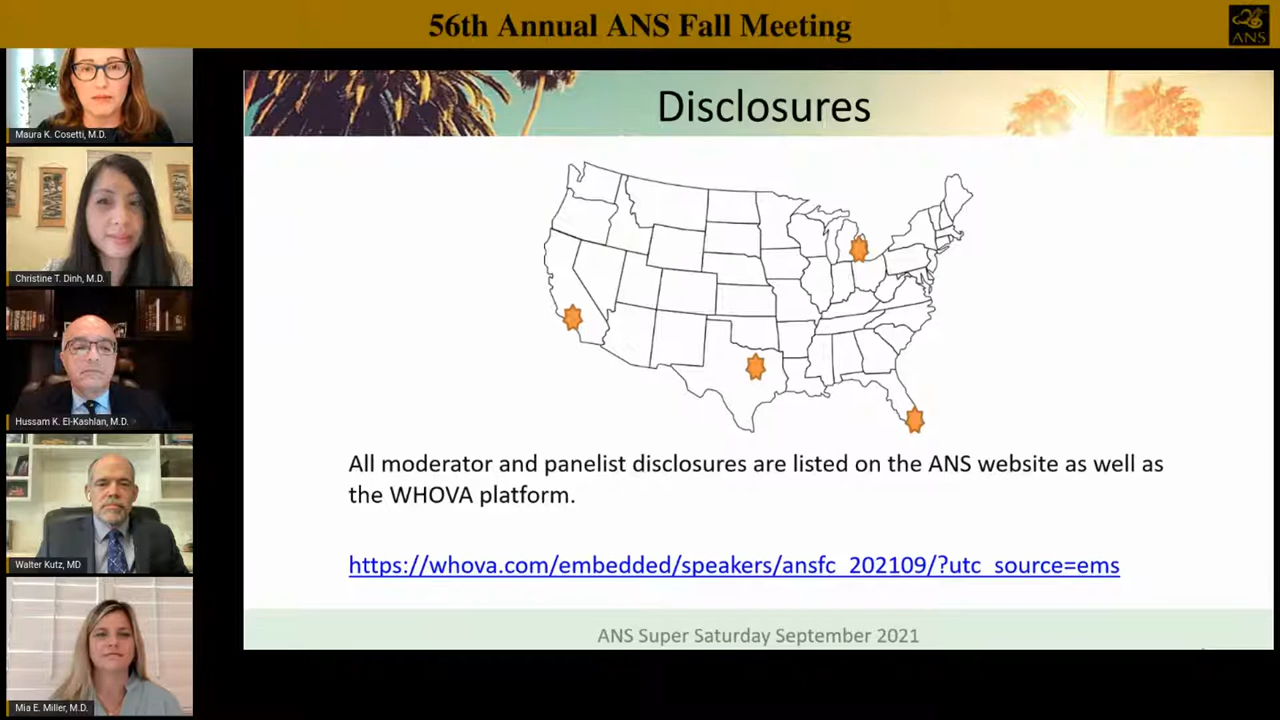 56th Annual ANS Fall Meeting
ANS
Maura K. Cosetti, M.D.
Christine T. Dinh, M.D.
Hussam K. El-Kashlan, M.D.
Walter Kutz, MD
Mia E. Miller, M.D.
Disclosures
All moderator and panelist disclosures are listed on the ANS website as well as
the WHOVA platform.
https://whova.com/embedded/speakers/ansfc_202109/?utc_source=ems
ANS Super Saturday September 2021